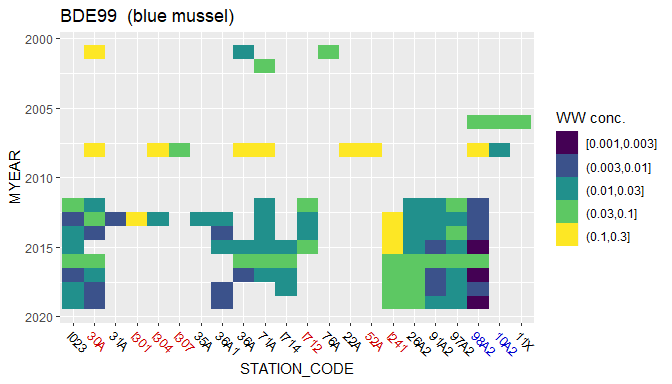 BDE99 (blue mussel)
2000
2005
2010
2015
2020
MYEAR
I023
30A
31A
I301
I304
I307
35A
36A1
36A
71A
I714
I712
76A
22A
52A
I241
26A2
91A2
97A2
98A2
10A2
11X
STATION_CODE
WW conc.
[0.001,0.003]
(0.003,0.01]
(0.01,0.03]
(0.03,0.1]
(0.1,0.3]